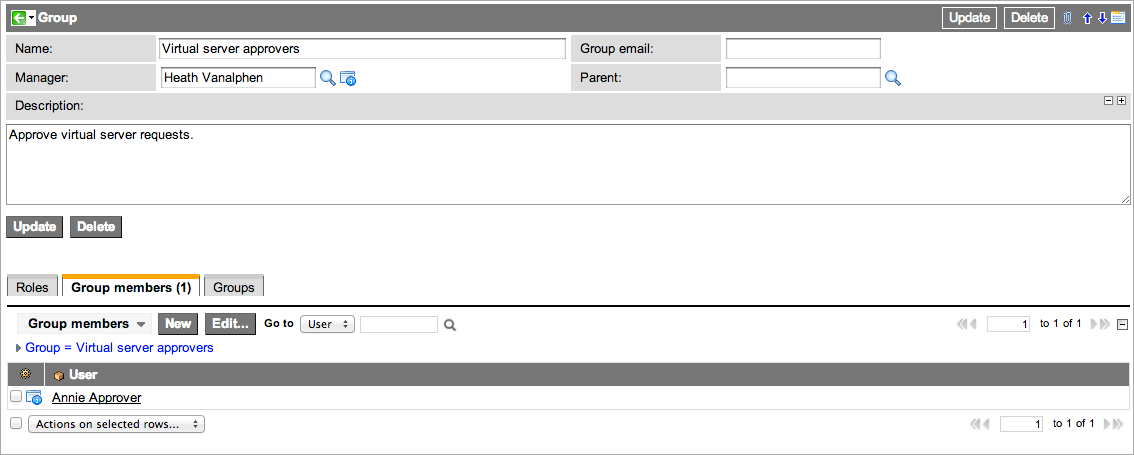 Group Update Delete
Name: Virtual server approvers Group email:
Manager: Heath Vanalphen Parent:
Description:
Approve virtual server requests.
Update Delete
Roles Group members (1) Groups
Group members New Edit... Go to User 1 to 1 of 1
Group = Virtual server approvers
User
Annie Approver
Actions on selected rows... 1 to 1 of 1